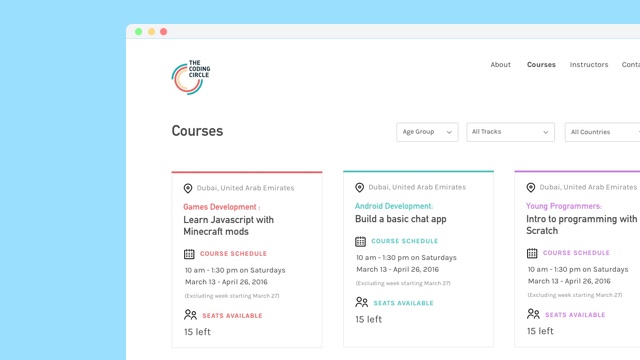 THE
CODING
CIRCLE
About Courses Instructors
Courses
Age Group All Tracks All Countries
Dubai, United Arab Emirates
Games Development :
Learn Javascript with
Minecraft mods
COURSE SCHEDULE
10 am - 1:30 pm on Saturdays
March 13 - April 26, 2016
(Excluding week starting March 27)
SEATS AVAILABLE
15 left
Dubai, United Arab Emirates
Android Development:
Build a basic chat app
COURSE SCHEDULE
10 am - 1:30 pm on Saturdays
March 13 - April 26, 2016
(Excluding week starting March 27)
SEATS AVAILABLE
15 left
Dubai, United Arab Emirates
Young Programmers:
Intro to programming with
Scratch
COURSE SCHEDULE
10 am - 1:30 pm on Saturdays
March 13 - April 26, 2016
(Excluding week starting March 27)
SEATS AVAILABLE
15 left